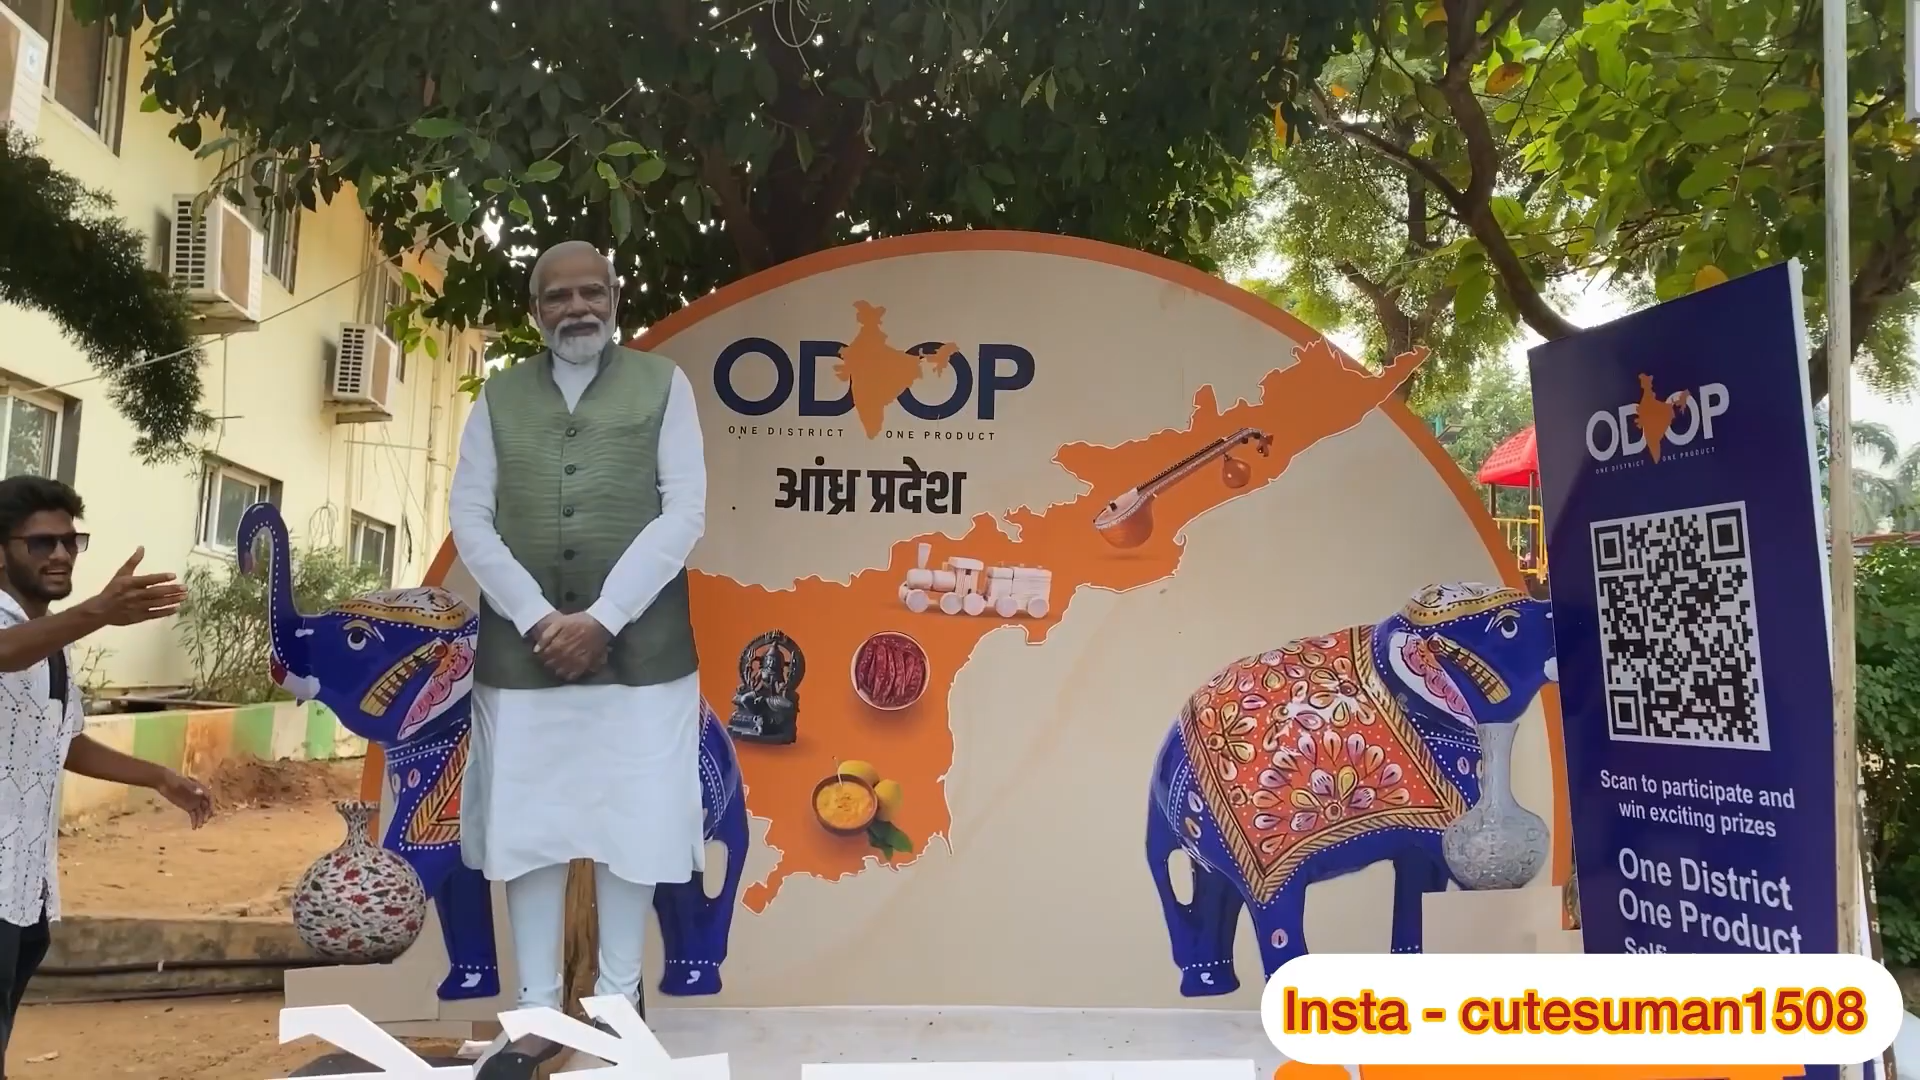 ODOP
ONE DISTRICT ONE PRODUCT
आंध्र प्रदेश
ODOP
ONE DISTRICT ONE PRODUCT
Scan to participate and
win exciting prizes
One District
One Product
Insta - cutesuman1508